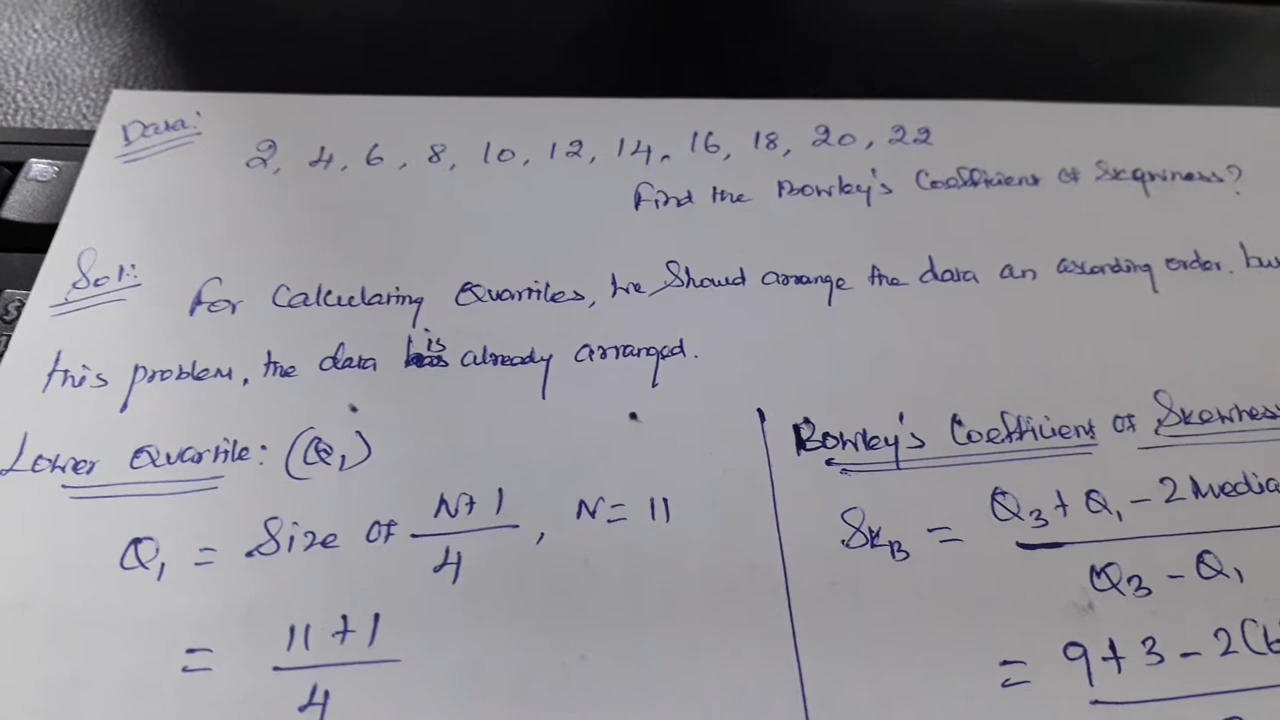 Data:
2, 4, 6, 8, 10, 12, 14, 16, 18, 20, 22
Find the Bowley's Coefficient of Skewness?
Sol:
For Calculating Quartiles, we Should arrange the data an ascending order. but
this problem, the data is already arranged.
Lower Quartile: (Q₁)
Q₁ = Size of (N+1)/4, N = 11
= (11+1)/4
Bowley's Coefficient of Skewness
Sk_B = (Q₃ + Q₁ - 2 Media
Q₃ - Q₁
= 9 + 3 - 2(6